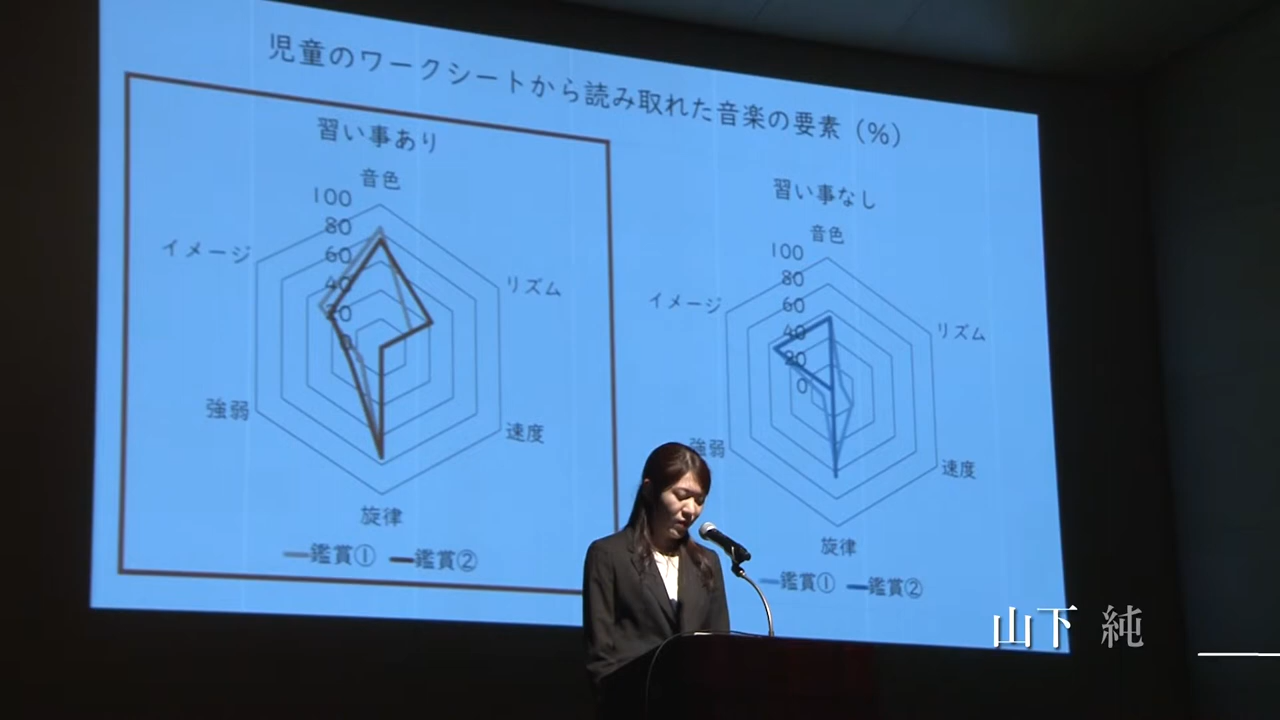 児童のワークシートから読み取れた音楽の要素（%）
習い事あり
音色
100
80
60
40
20
0
イメージ
リズム
強弱
速度
旋律
鑑賞① 鑑賞②
習い事なし
音色
100
80
60
40
20
0
イメージ
リズム
強弱
速度
旋律
鑑賞① 鑑賞②
山下 純